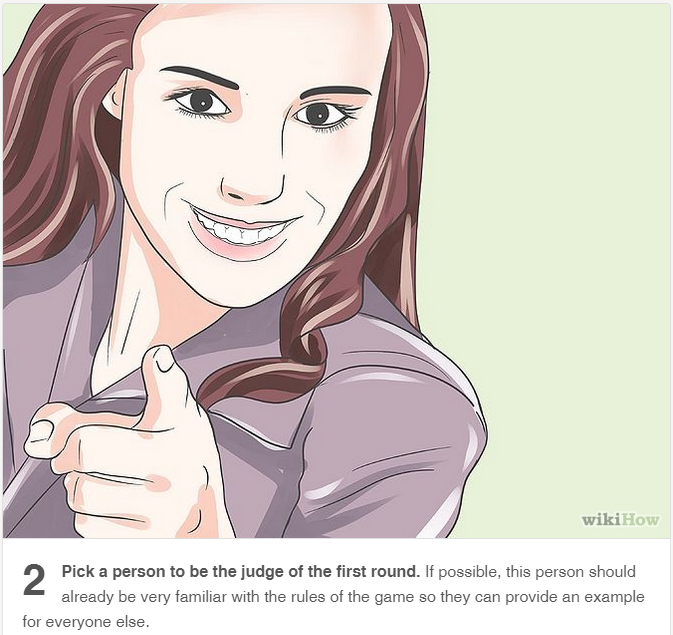 wikiHow
2 Pick a person to be the judge of the first round. If possible, this person should
already be very familiar with the rules of the game so they can provide an example
for everyone else.